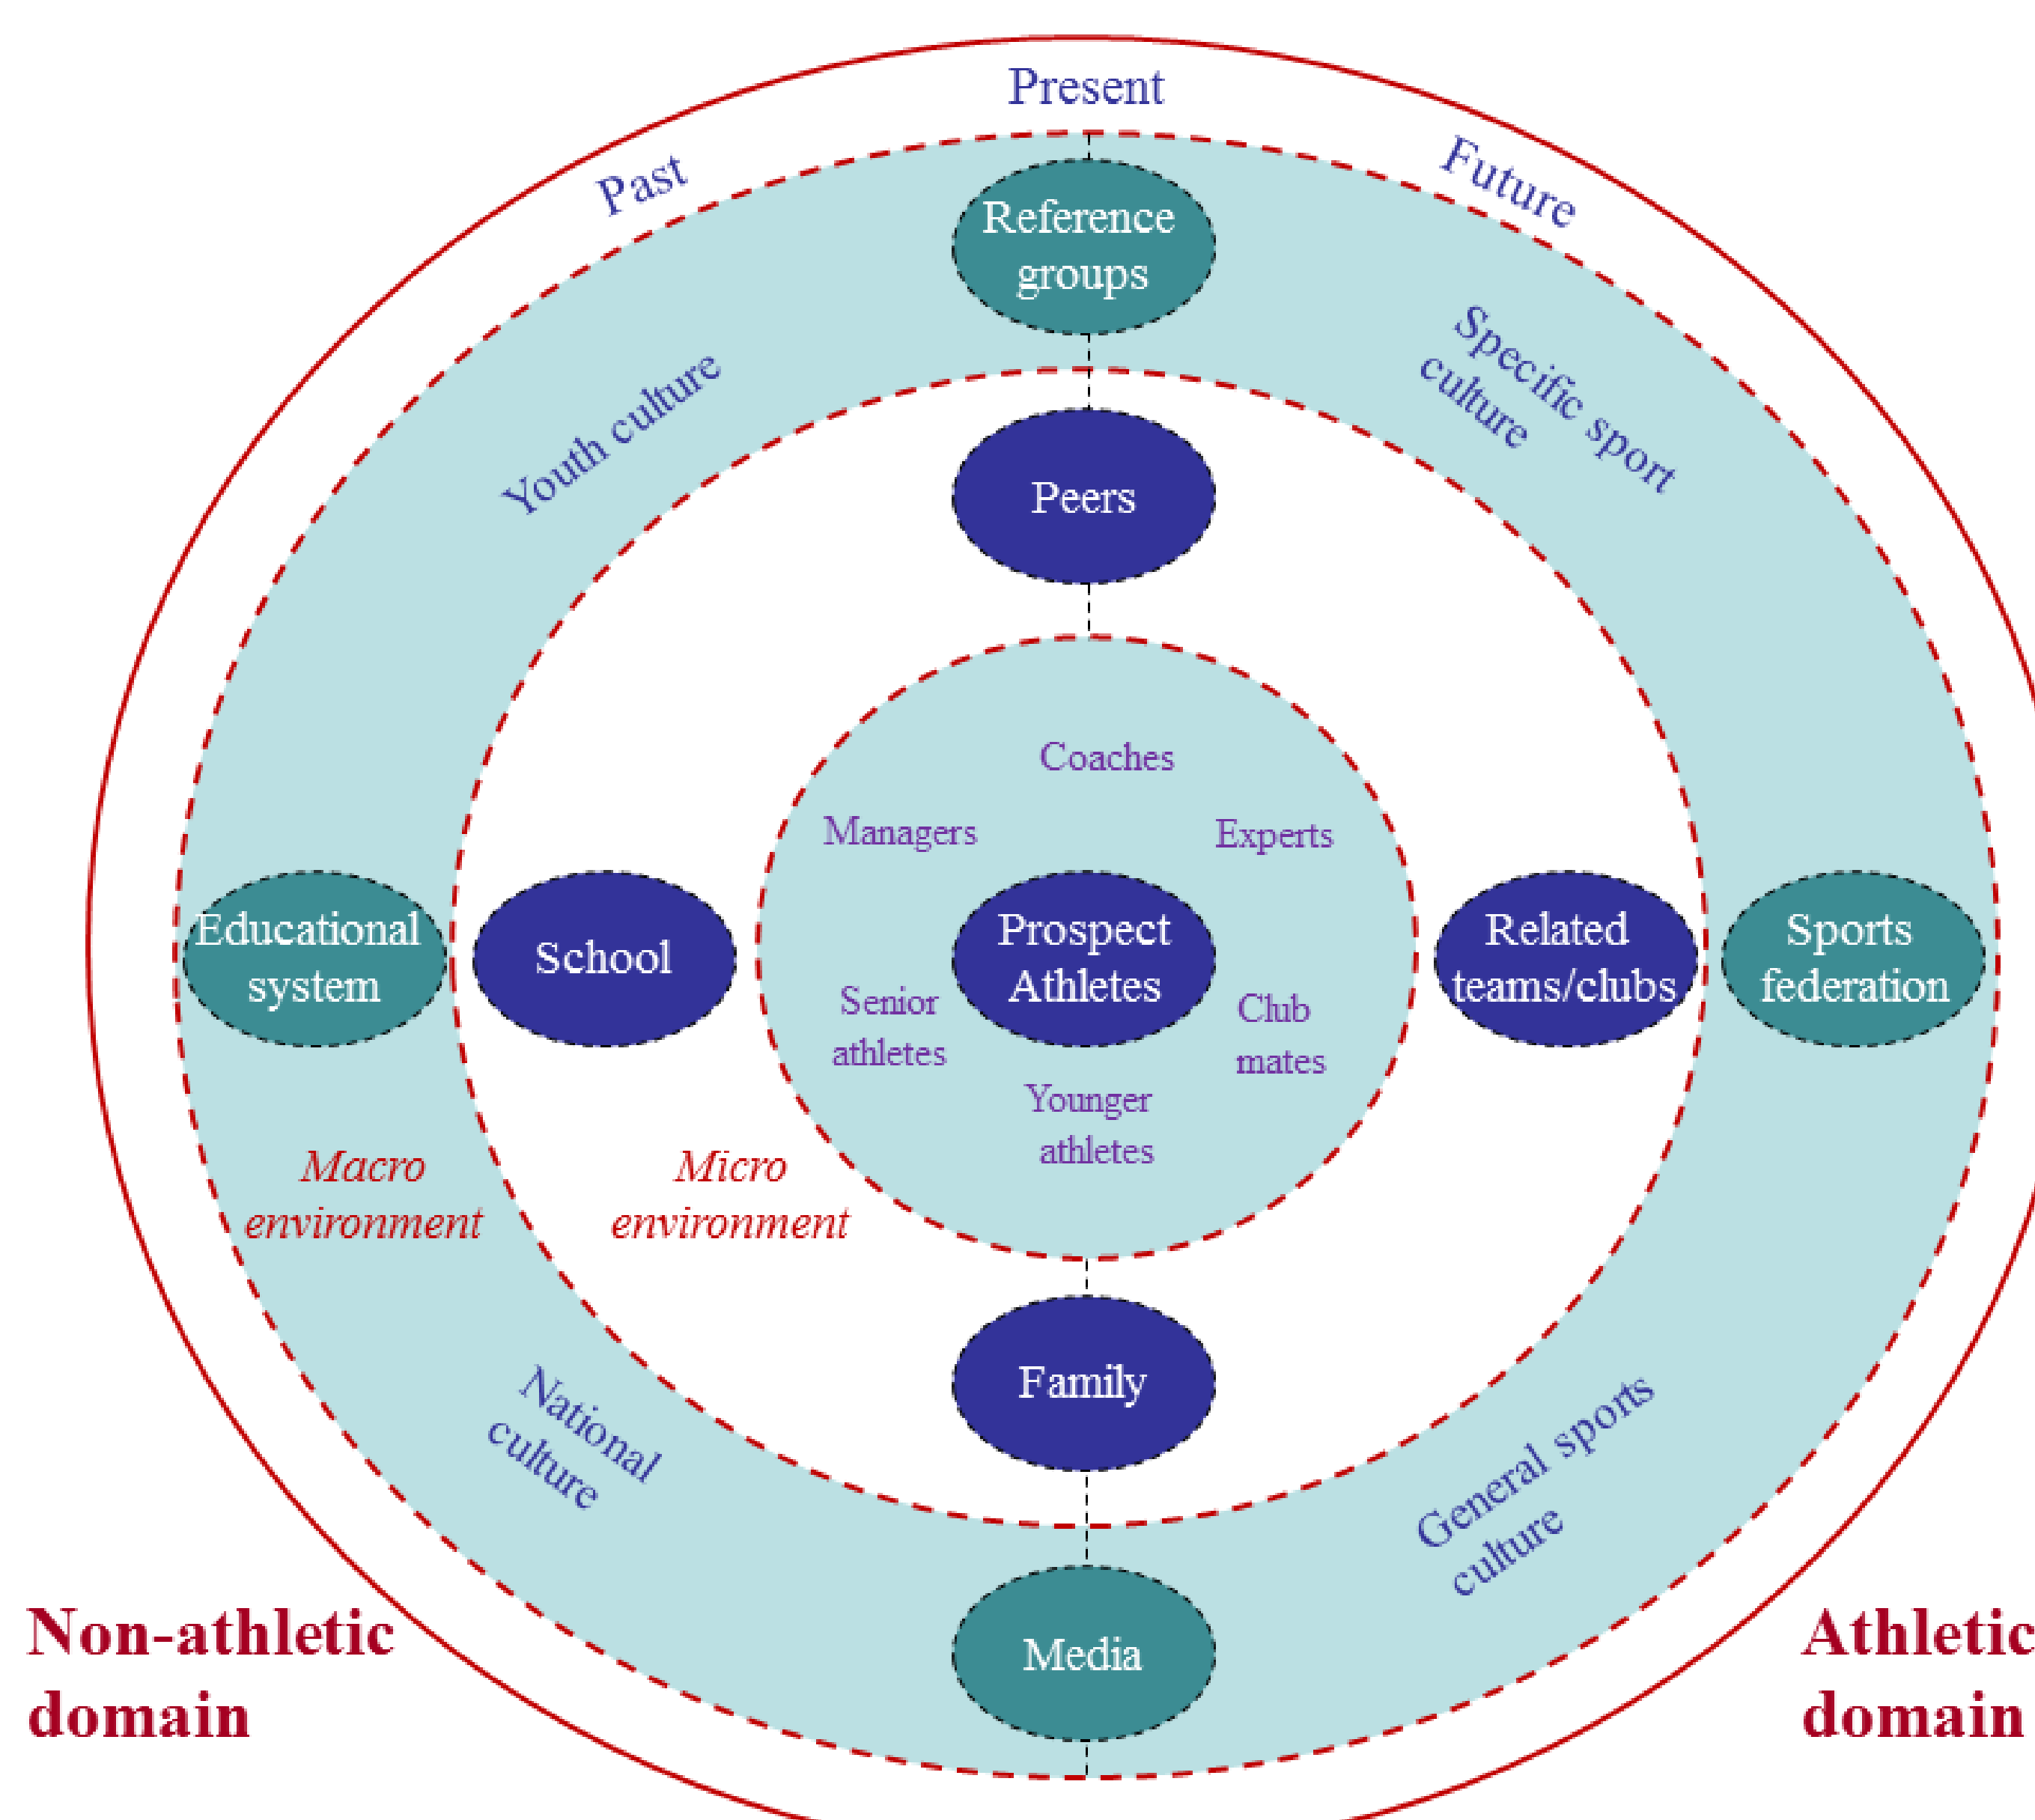 Present
Past
Future
Reference
groups
Youth culture
Specific sport
culture
Peers
Coaches
Managers
Experts
Educational
system
School
Prospect
Athletes
Related
teams/clubs
Sports
federation
Senior
athletes
Club
mates
Younger
athletes
Macro
environment
Micro
environment
Family
National
culture
General sports
culture
Media
Non-athletic
domain
Athletic
domain